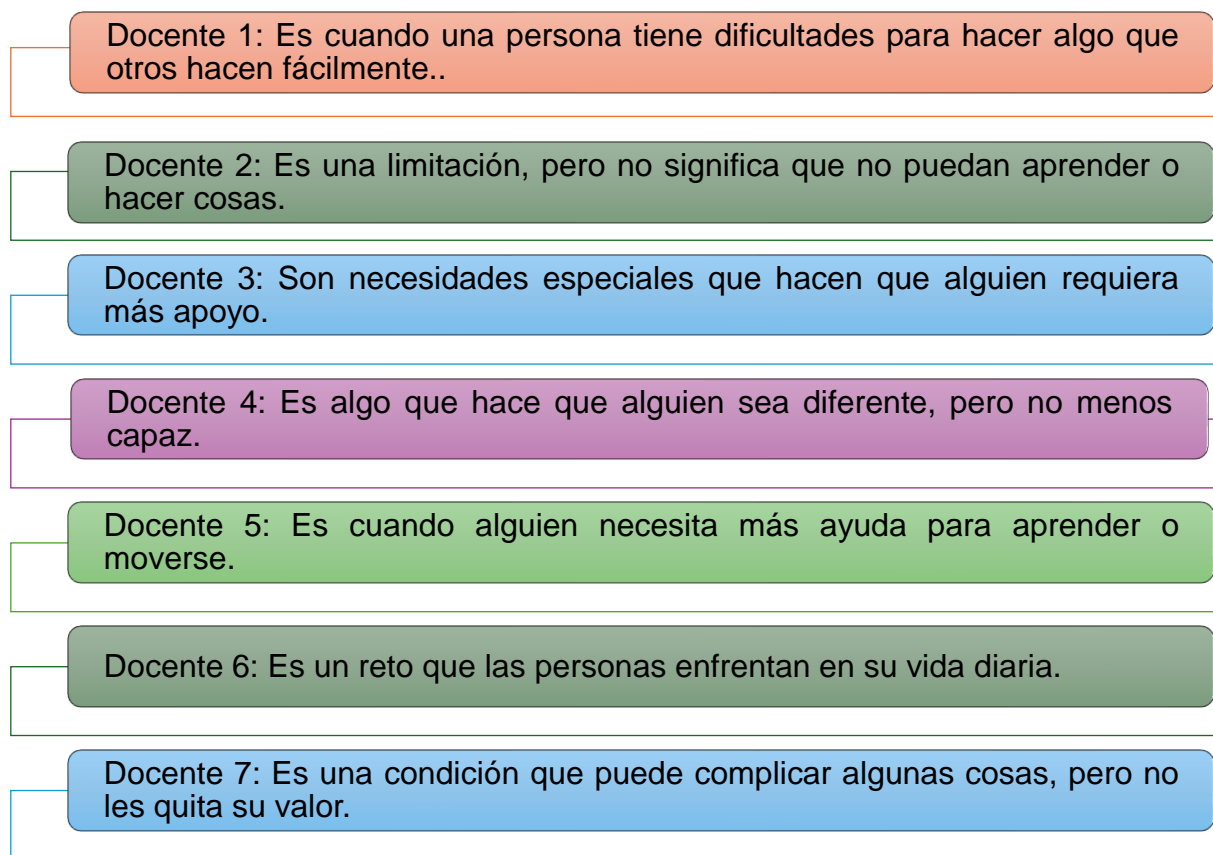 Docente 1: Es cuando una persona tiene dificultades para hacer algo que
otros hacen fácilmente..
Docente 2: Es una limitación, pero no significa que no puedan aprender o
hacer cosas.
Docente 3: Son necesidades especiales que hacen que alguien requiera
más apoyo.
Docente 4: Es algo que hace que alguien sea diferente, pero no menos
capaz.
Docente 5: Es cuando alguien necesita más ayuda para aprender o
moverse.
Docente 6: Es un reto que las personas enfrentan en su vida diaria.
Docente 7: Es una condición que puede complicar algunas cosas, pero no
les quita su valor.